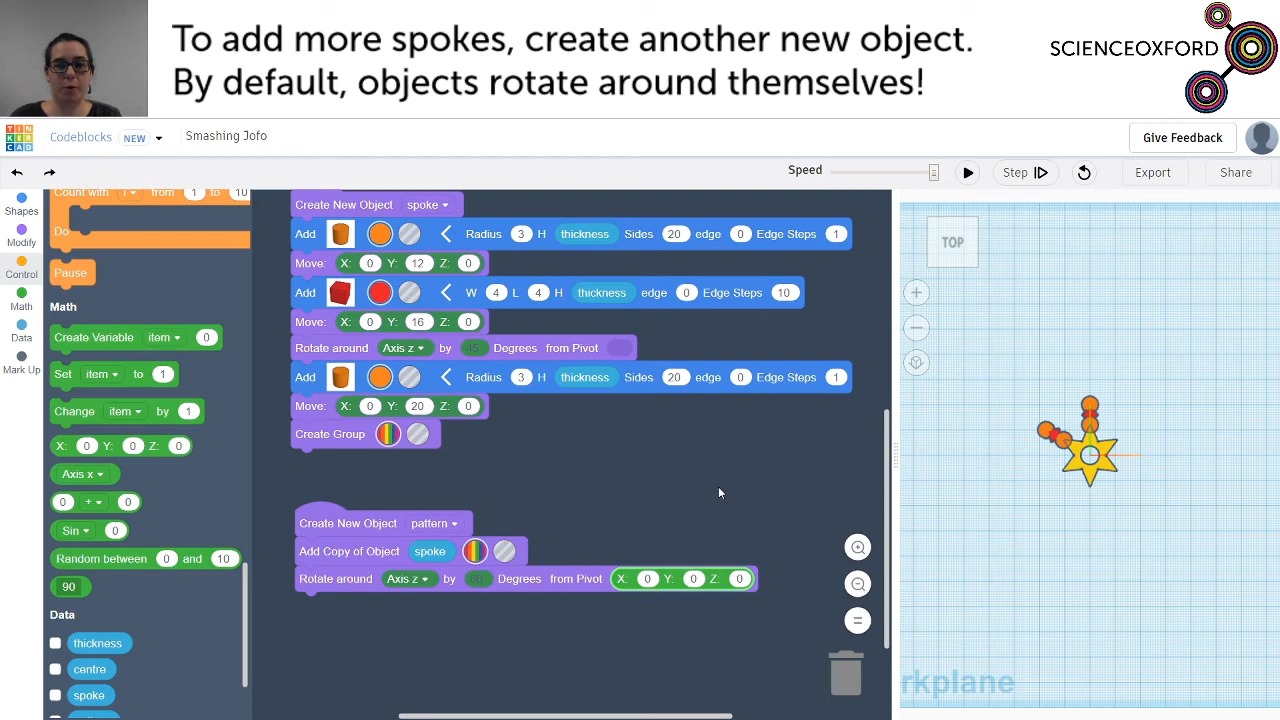 To add more spokes, create another new object.
By default, objects rotate around themselves!
SCIENCEOXFORD
TIN
KER
CAD
Codeblocks NEW
Smashing Jofo
Give Feedback
Speed
Step
Export
Share
Shapes
Modify
Control
Math
Data
Mark Up
Count with i from 1 to 10
Do
Pause
Math
Create Variable item 0
Set item to 1
Change item by 1
X: 0 Y: 0 Z: 0
Axis x
0 + 0
Sin 0
Random between 0 and 10
90
Data
thickness
centre
spoke
Create New Object spoke
Add Radius 3 H thickness Sides 20 edge 0 Edge Steps 1
Move: X: 0 Y: 12 Z: 0
Add W 4 L 4 H thickness edge 0 Edge Steps 10
Move: X: 0 Y: 16 Z: 0
Rotate around Axis z by 45 Degrees from Pivot
Add Radius 3 H thickness Sides 20 edge 0 Edge Steps 1
Move: X: 0 Y: 20 Z: 0
Create Group
Create New Object pattern
Add Copy of Object spoke
Rotate around Axis z by 60 Degrees from Pivot X: 0 Y: 0 Z: 0
TOP
rkplane